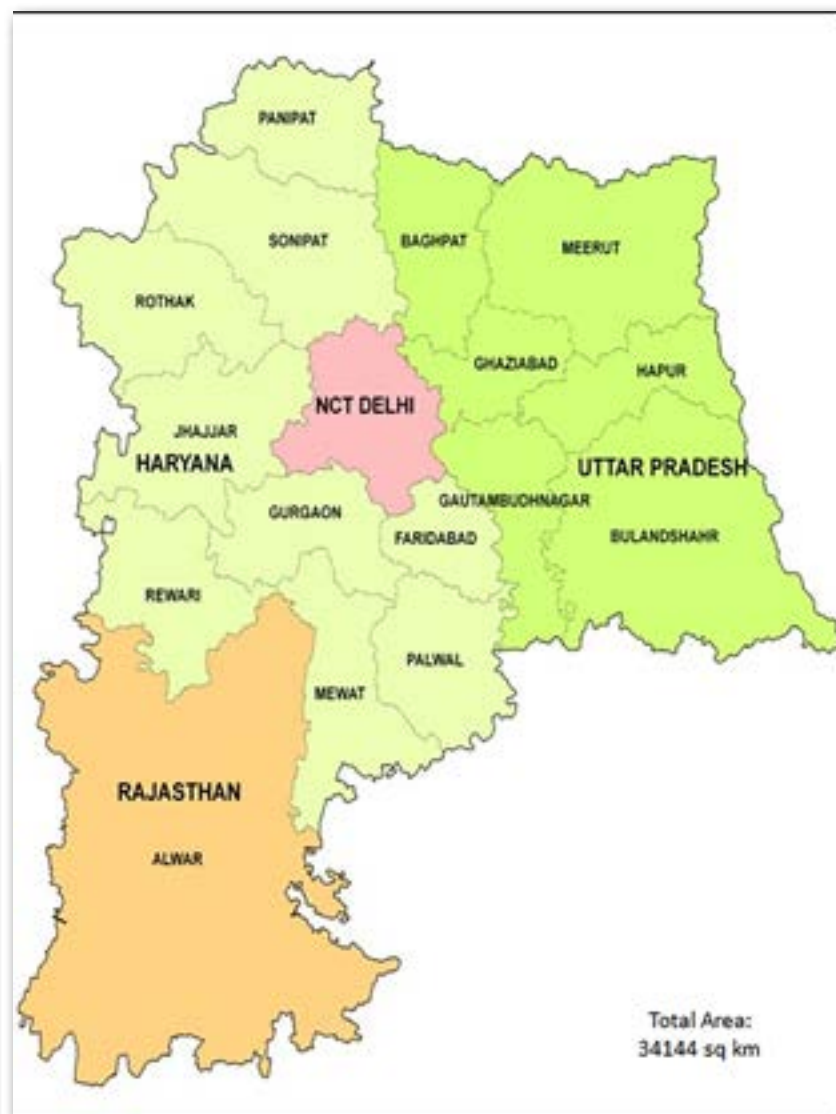 PANIPAT
SONIPAT
BAGHPAT
MEERUT
ROTHAK
GHAZIABAD
HAPUR
NCT DELHI
JHAJJAR
HARYANA
UTTAR PRADESH
GAUTAMBUDHNAGAR
GURGAON
FARIDABAD
BULANDSHAHR
REWARI
PALWAL
MEWAT
RAJASTHAN
ALWAR
Total Area:
34144 sq km